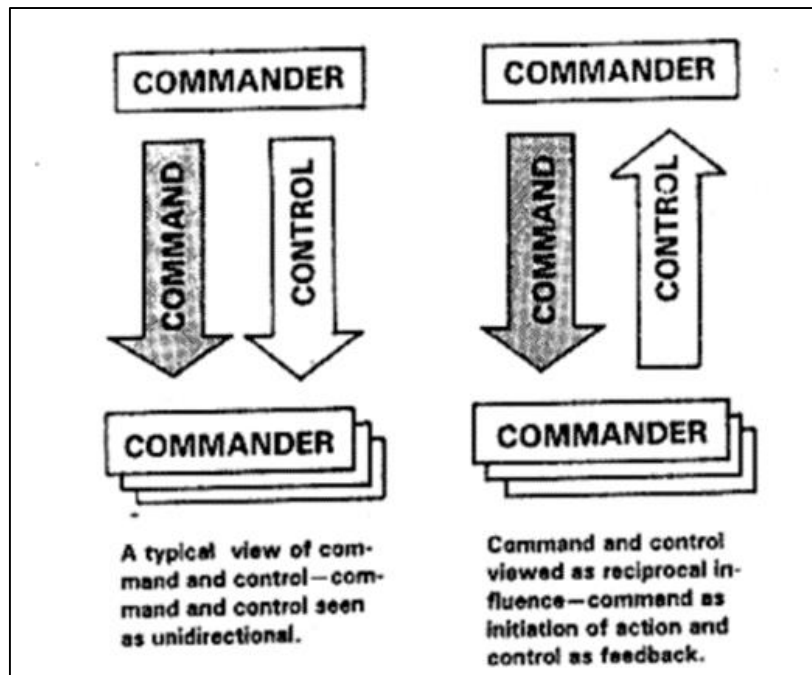 COMMANDER
COMMAND
CONTROL
COMMANDER
A typical view of com-
mand and control—com-
mand and control seen
as unidirectional.
COMMANDER
COMMAND
CONTROL
COMMANDER
Command and control
viewed as reciprocal in-
fluence—command as
initiation of action and
control as feedback.